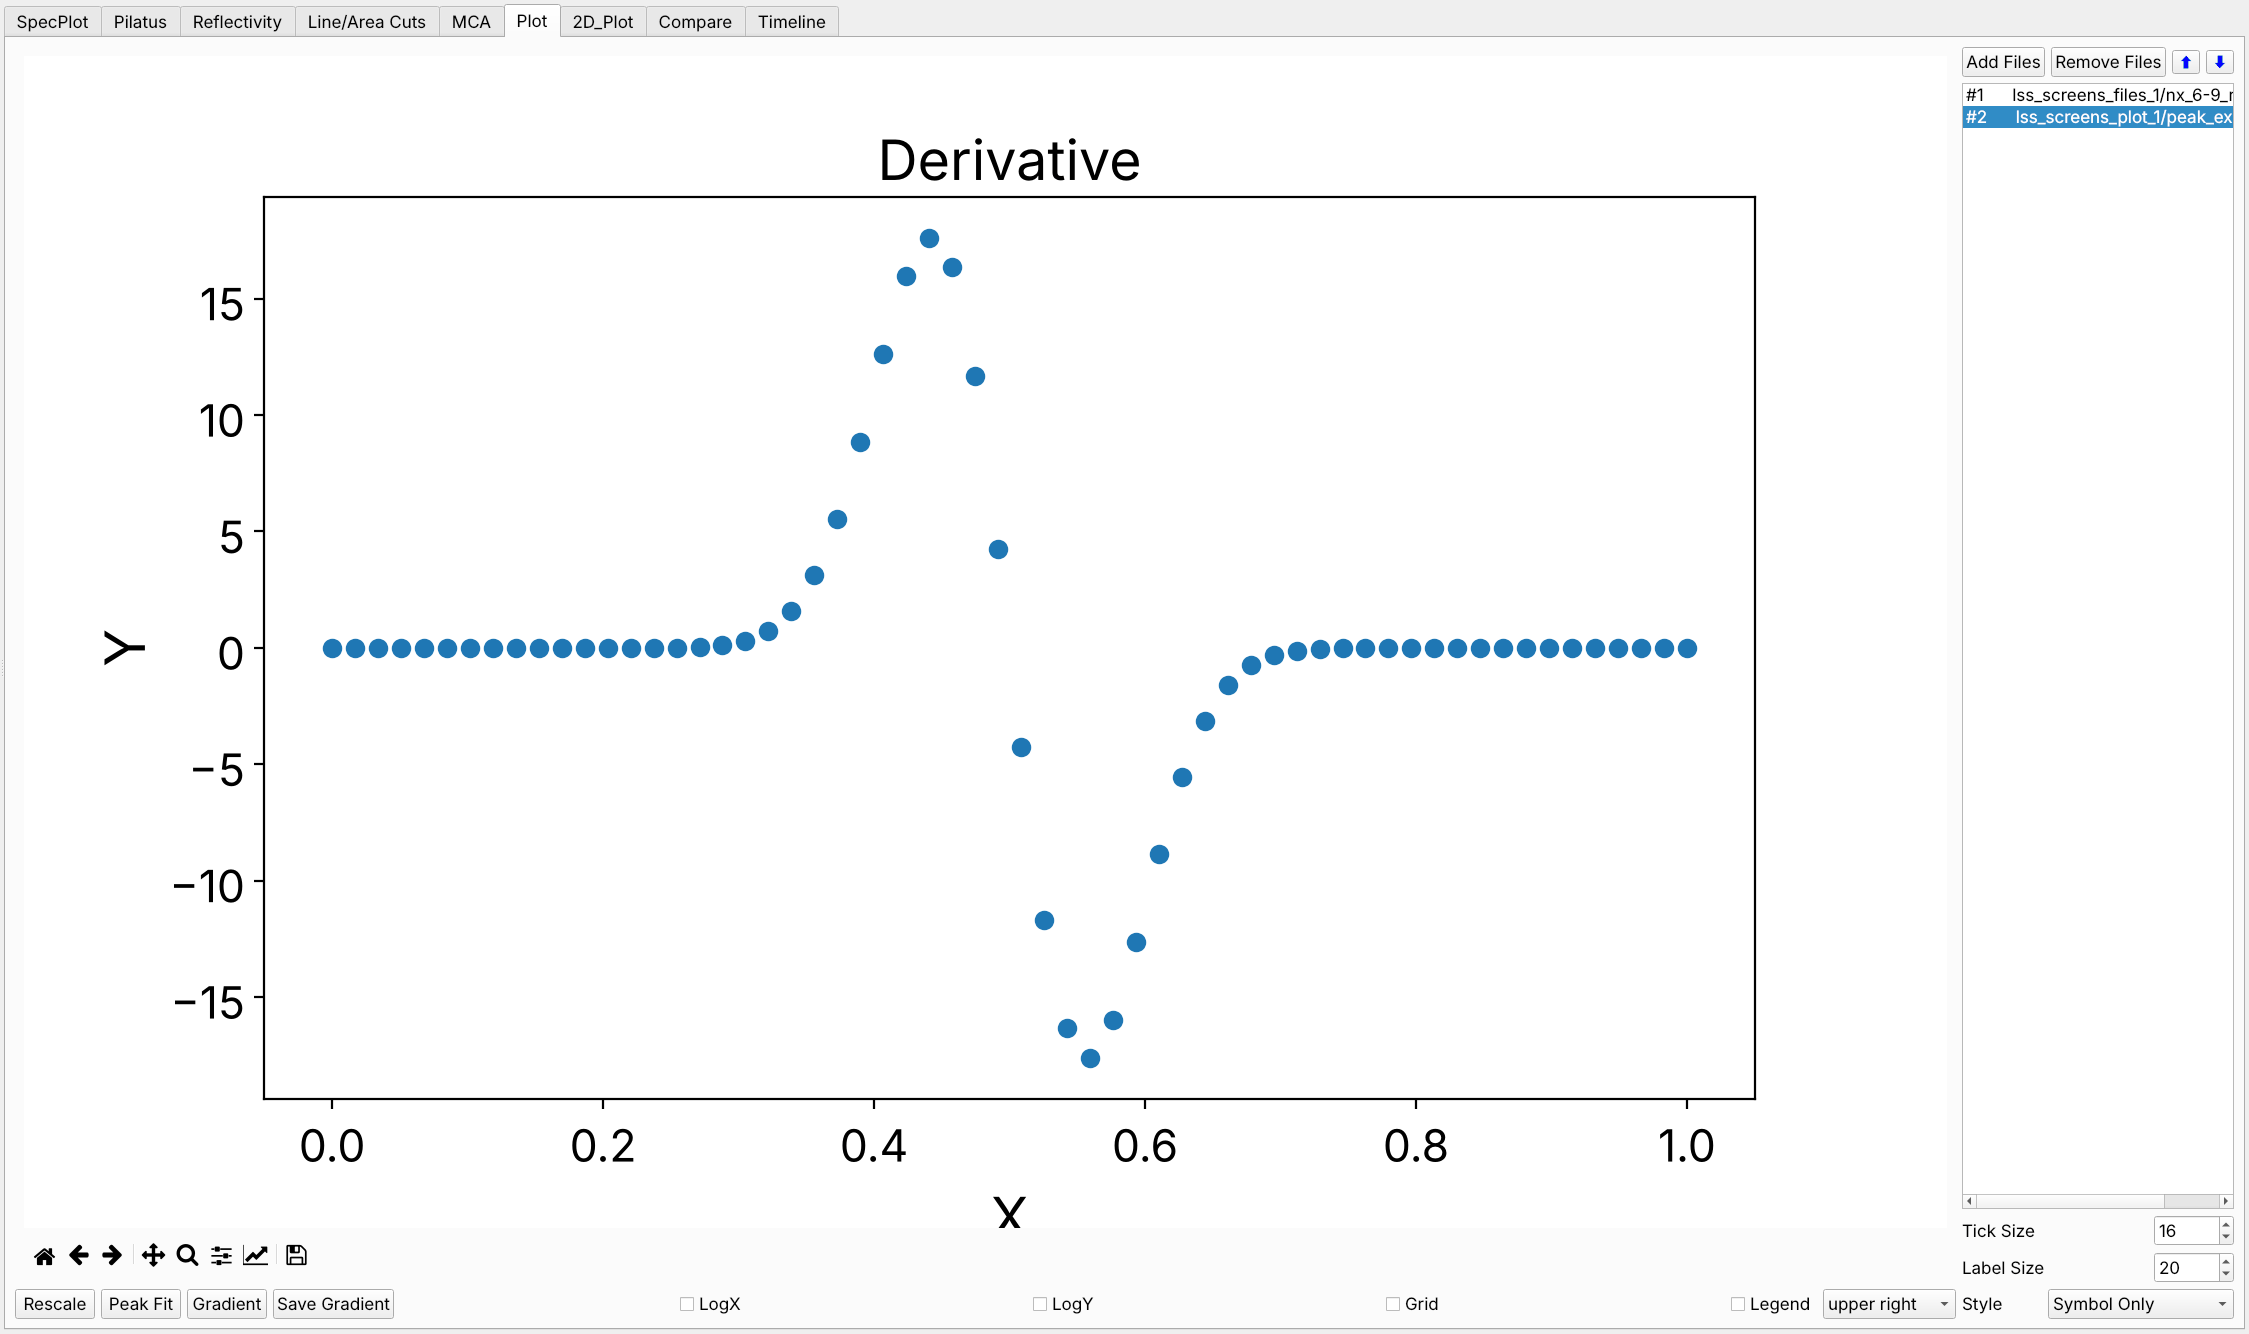 SpecPlot Pilatus Reflectivity Line/Area Cuts MCA Plot 2D_Plot Compare Timeline
Add Files Remove Files
#1 lss_screens_files_1/nx_6-9_r
#2 lss_screens_plot_1/peak_ex
Derivative
15
10
5
0
−5
−10
−15
Y
0.0 0.2 0.4 0.6 0.8 1.0
X
Tick Size 16
Label Size 20
Rescale Peak Fit Gradient Save Gradient LogX LogY Grid Legend upper right Style Symbol Only